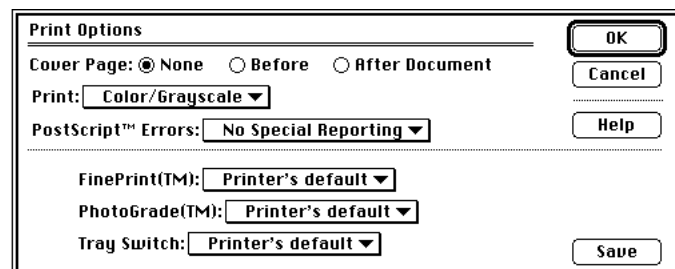 Print Options
OK
Cover Page: None Before After Document
Cancel
Print: Color/Grayscale
PostScript™ Errors: No Special Reporting
Help
FinePrint(TM): Printer's default
PhotoGrade(TM): Printer's default
Tray Switch: Printer's default
Save